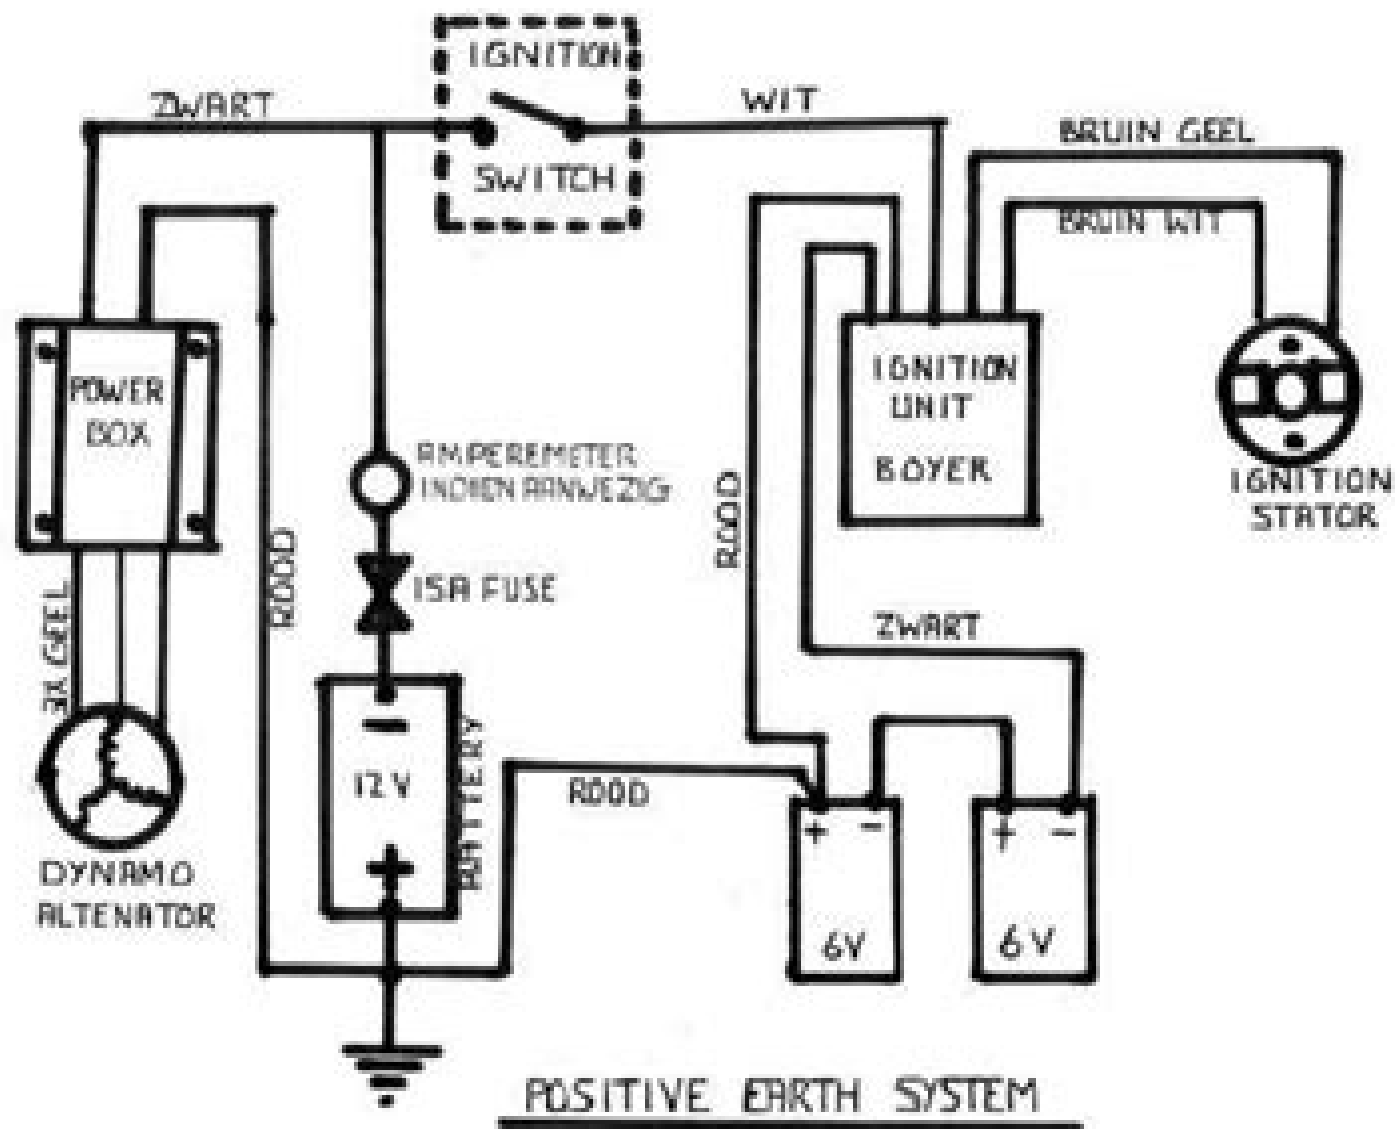 IGNITION
SWITCH
ZWART
WIT
BRUIN GEEL
BRUIN WIT
POWER
BOX
IGNITION
UNIT
BOYER
IGNITION
STATOR
AMPEREMETER
INDIEN AANWEZIG
15A FUSE
ROOD
ROOD
3X GEEL
ZWART
-
12V
+
BATTERY
ROOD
+ -
6V
+ -
6V
DYNAMO
ALTENATOR
POSITIVE EARTH SYSTEM